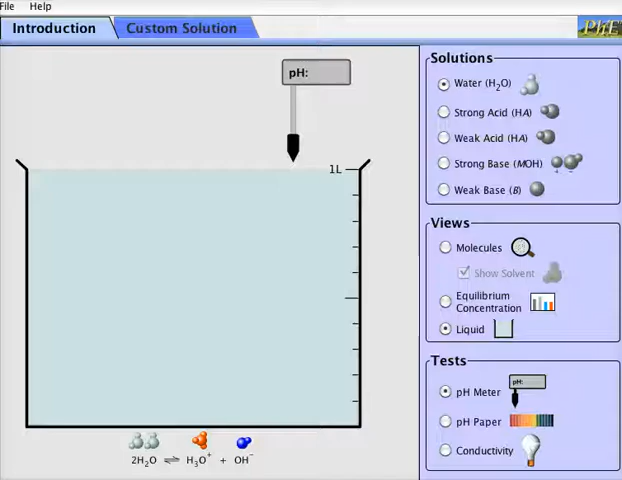 File Help
Introduction Custom Solution
PhE
pH:
1L
2H₂O ⇌ H₃O⁺ + OH⁻
Solutions
Water (H₂O)
Strong Acid (HA)
Weak Acid (HA)
Strong Base (MOH)
Weak Base (B)
Views
Molecules
Show Solvent
Equilibrium
Concentration
Liquid
Tests
pH Meter
pH:
pH Paper
Conductivity